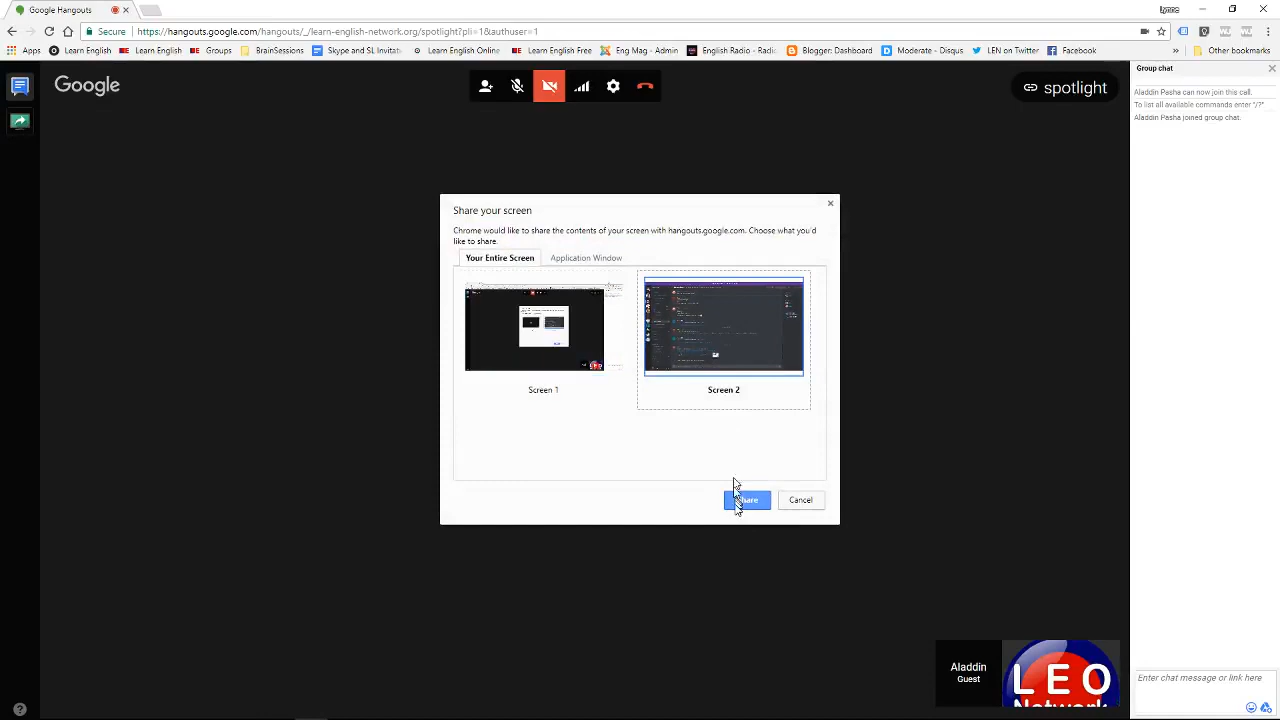 Google Hangouts
Secure
https://hangouts.google.com/hangouts/_/learn-english-network.org/spotlight?pli=1&authuser=1
Apps
Learn English
Learn English
Groups
BrainSessions
Skype and SL Invitati
Learn English Online
Learn English Free
Eng Mag - Admin
English Radio - Radio
Blogger: Dashboard
Moderate - Disqus
LEN on Twitter
Facebook
»
Other bookmarks
Google
spotlight
Group chat
Aladdin Pasha can now join this call.
To list all available commands enter "/?"
Aladdin Pasha joined group chat.
Share your screen
Chrome would like to share the contents of your screen with hangouts.google.com. Choose what you'd
like to share.
Your Entire Screen
Application Window
Screen 1
Screen 2
Share
Cancel
Aladdin
Guest
LEO
Network
Enter chat message or link here